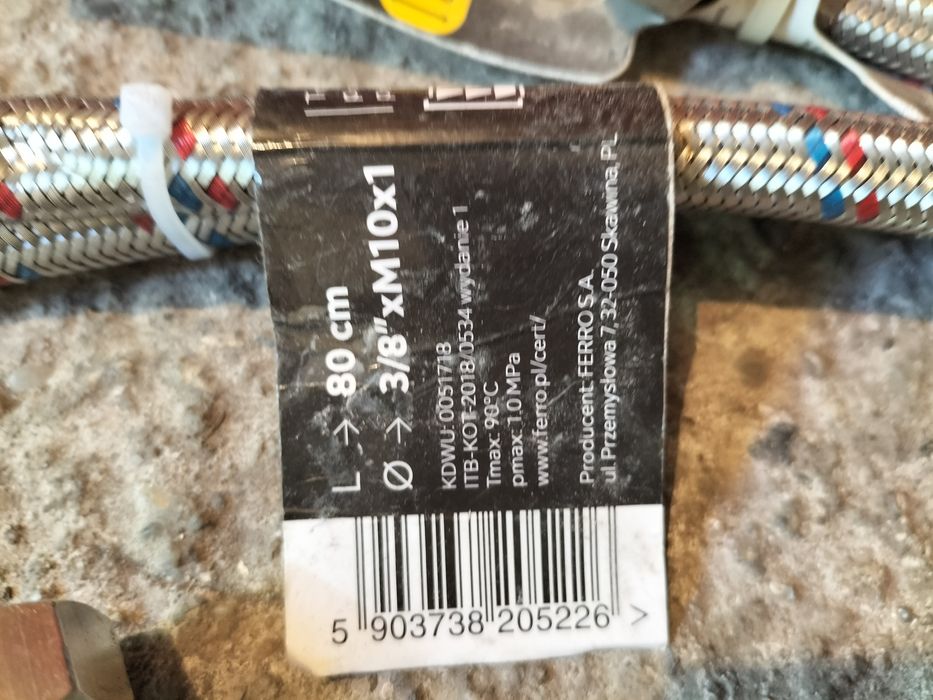 L → 80 cm
Ø → 3/8"xM10x1
KDWU: 0051718
ITB-KOT-2018/0534 wydanie 1
Tmax: 90°C
pmax: 1.0 MPa
www.ferro.pl/cert/
Producent: FERRO S.A.
ul. Przemysłowa 7, 32-050 Skawina, PL
5 903738 205226 >